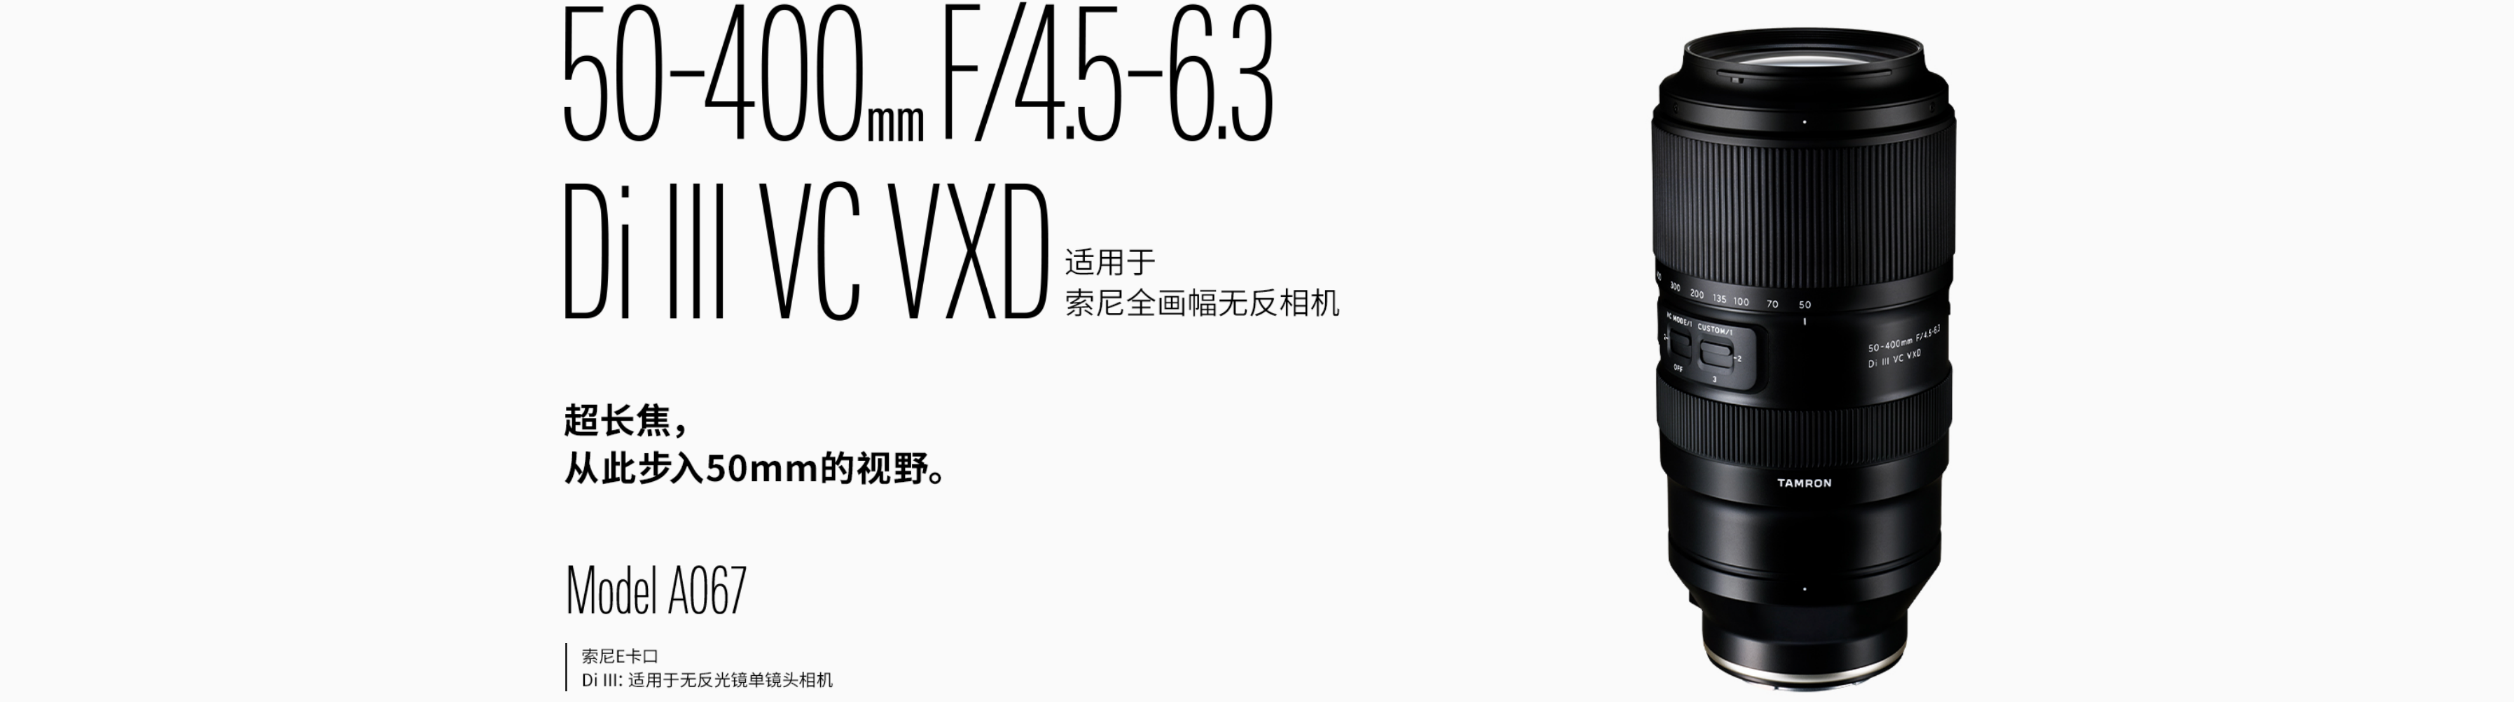 50-400mm F/4.5-6.3
Di III VC VXD
适用于
索尼全画幅无反相机
超长焦，
从此步入50mm的视野。
Model A067
索尼E卡口
Di III: 适用于无反光镜单镜头相机
300 200 135 100 70 50
VC MODE/1 CUSTOM/1
2
OFF
3
50-400mm F/4.5-6.3
Di III VC VXD
TAMRON